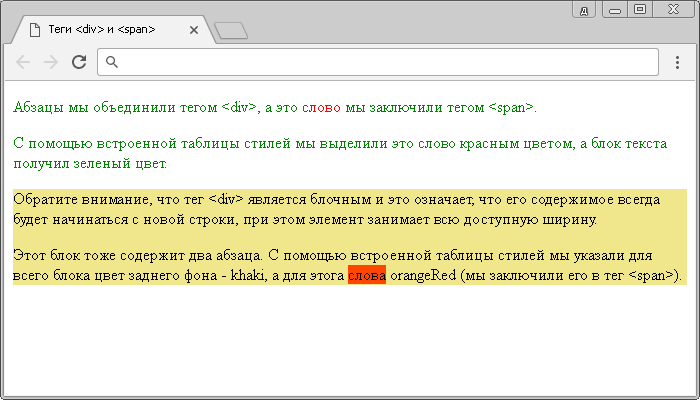 д
Теги <div> и <span>
Абзацы мы объединили тегом <div>, а это слово мы заключили тегом <span>.
С помощью встроенной таблицы стилей мы выделили это слово красным цветом, а блок текста
получил зеленый цвет.
Обратите внимание, что тег <div> является блочным и это означает, что его содержимое всегда
будет начинаться с новой строки, при этом элемент занимает всю доступную ширину.
Этот блок тоже содержит два абзаца. С помощью встроенной таблицы стилей мы указали для
всего блока цвет заднего фона - khaki, а для этога слова orangeRed (мы заключили его в тег <span>).